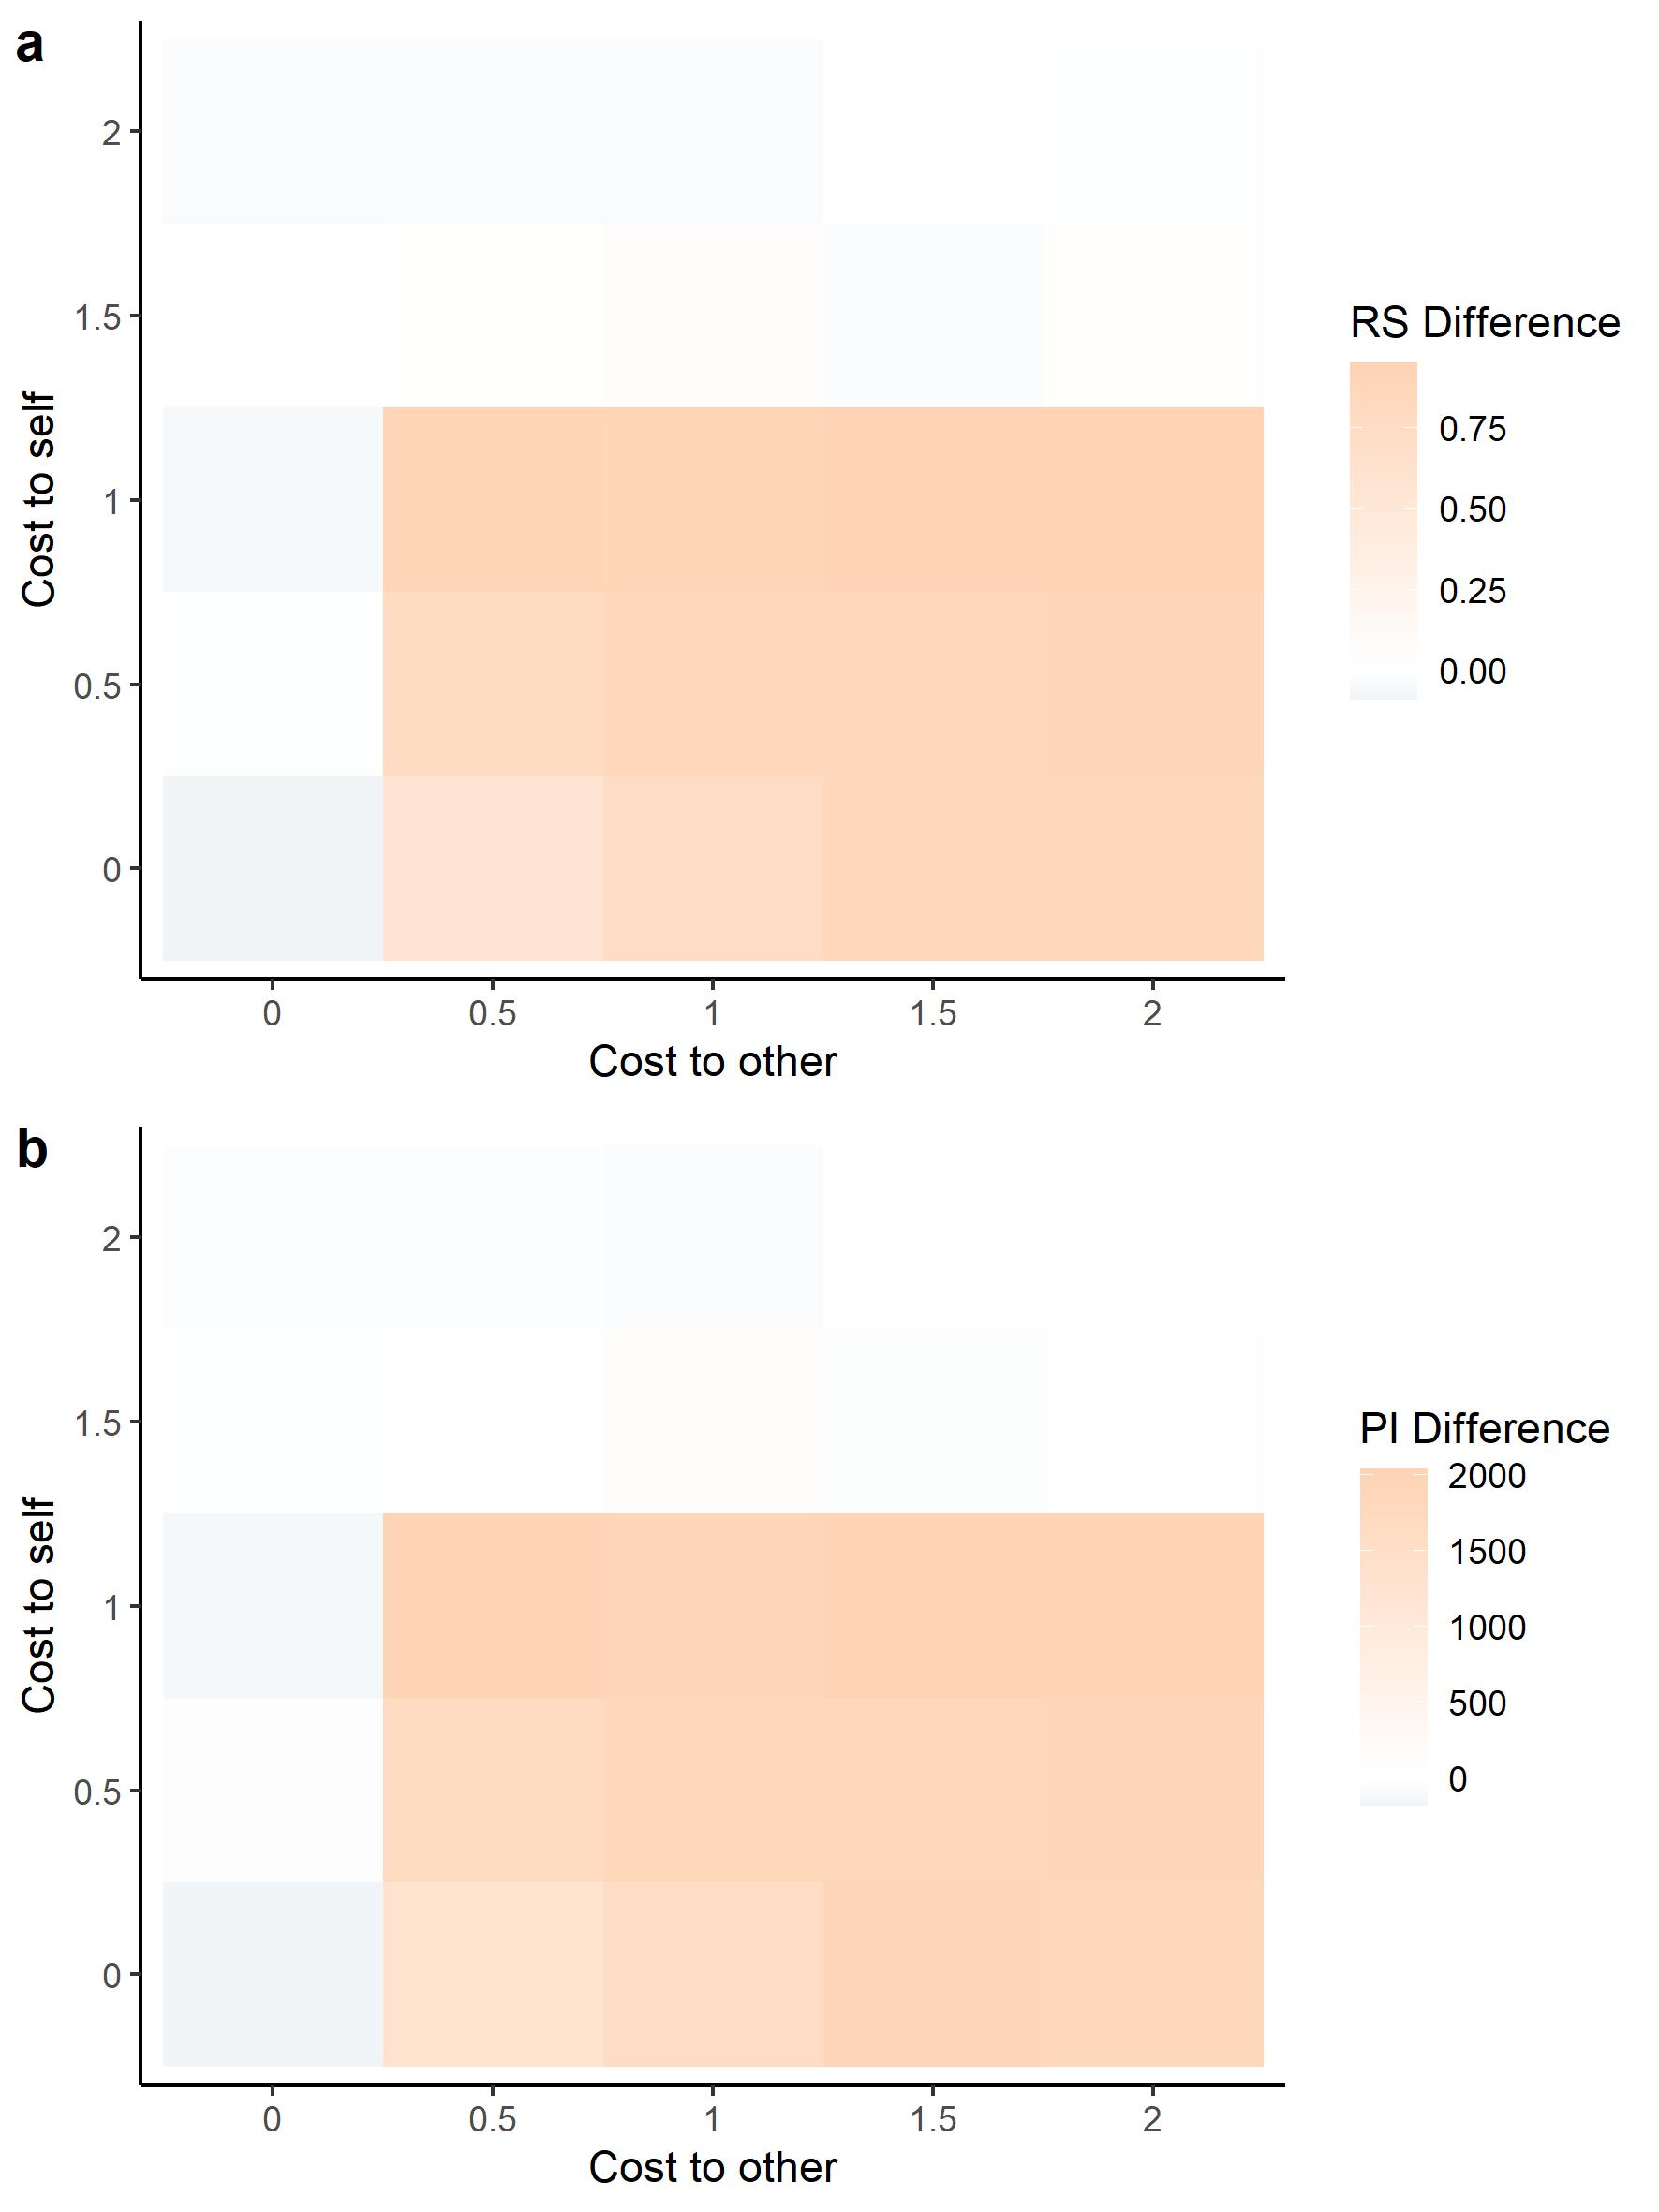 a
2
1.5
1
0.5
0
Cost to self
0 0.5 1 1.5 2
Cost to other
RS Difference
0.75
0.50
0.25
0.00
b
2
1.5
1
0.5
0
Cost to self
0 0.5 1 1.5 2
Cost to other
PI Difference
2000
1500
1000
500
0